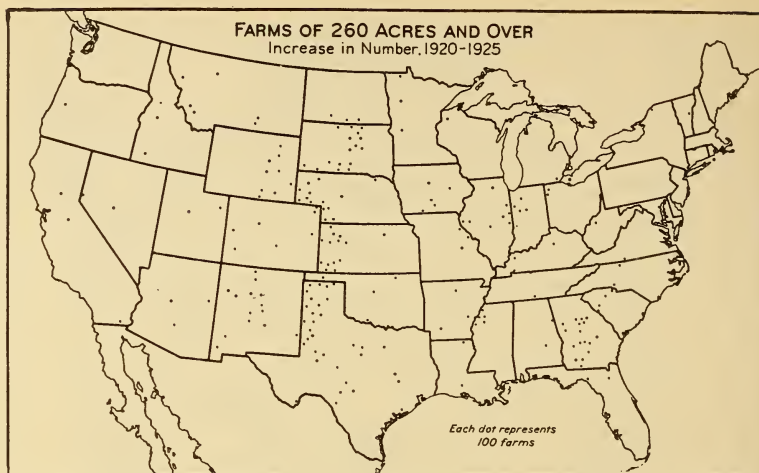 FARMS OF 260 ACRES AND OVER
Increase in Number, 1920-1925
Each dot represents
100 farms